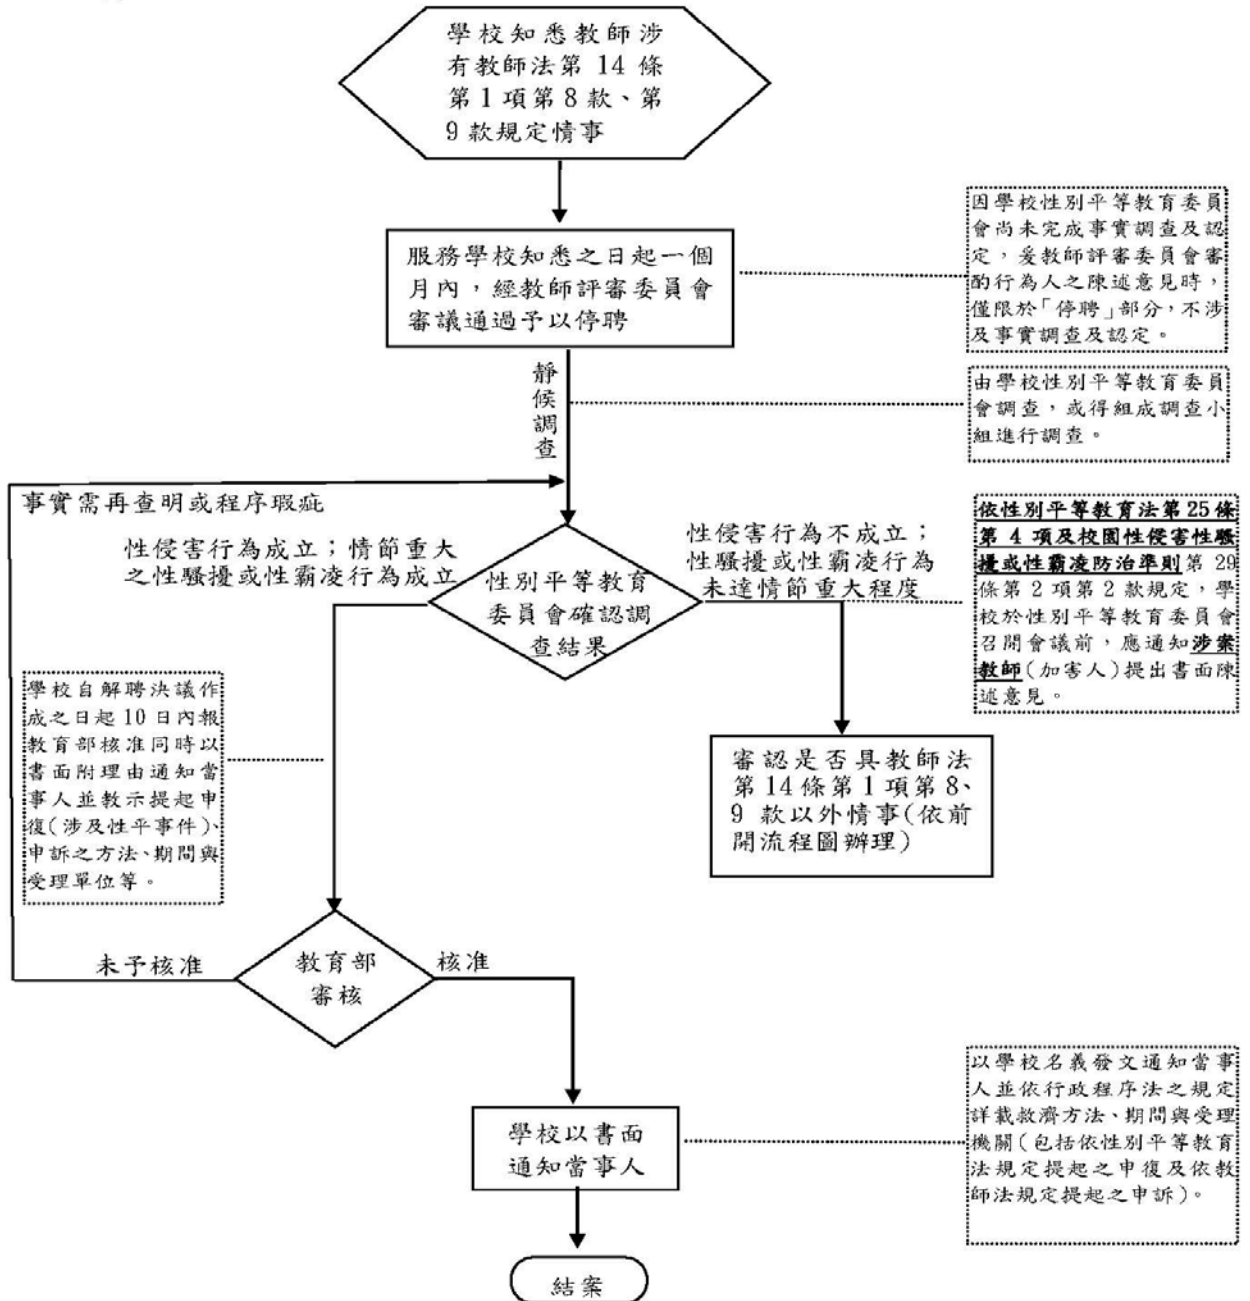 學校知悉教師涉
有教師法第 14 條
第 1 項第 8 款、第
9 款規定情事
服務學校知悉之日起一個
月內，經教師評審委員會
審議通過予以停聘
因學校性別平等教育委員
會尚未完成事實調查及認
定，爰教師評審委員會審
酌行為人之陳述意見時，
僅限於「停聘」部分，不涉
及事實調查及認定。
靜候調查
由學校性別平等教育委員
會調查，或得組成調查小
組進行調查。
事實需再查明或程序瑕疵
性侵害行為成立；情節重大
之性騷擾或性霸凌行為成立
性別平等教育
委員會確認調
查結果
性侵害行為不成立；
性騷擾或性霸凌行為
未達情節重大程度
依性別平等教育法第 25 條
第 4 項及校園性侵害性騷
擾或性霸凌防治準則第 29
條第 2 項第 2 款規定，學
校於性別平等教育委員會
召開會議前，應通知涉案
教師(加害人)提出書面陳
述意見。
學校自解聘決議作
成之日起 10 日內報
教育部核准同時以
書面附理由通知當
事人並教示提起申
復(涉及性平事件)、
申訴之方法、期間與
受理單位等。
審認是否具教師法
第 14 條第 1 項第 8、
9 款以外情事(依前
開流程圖辦理)
未予核准
教育部
審核
核准
學校以書面
通知當事人
以學校名義發文通知當事
人並依行政程序法之規定
詳載救濟方法、期間與受理
機關(包括依性別平等教育
法規定提起之申復及依教
師法規定提起之申訴)。
結案